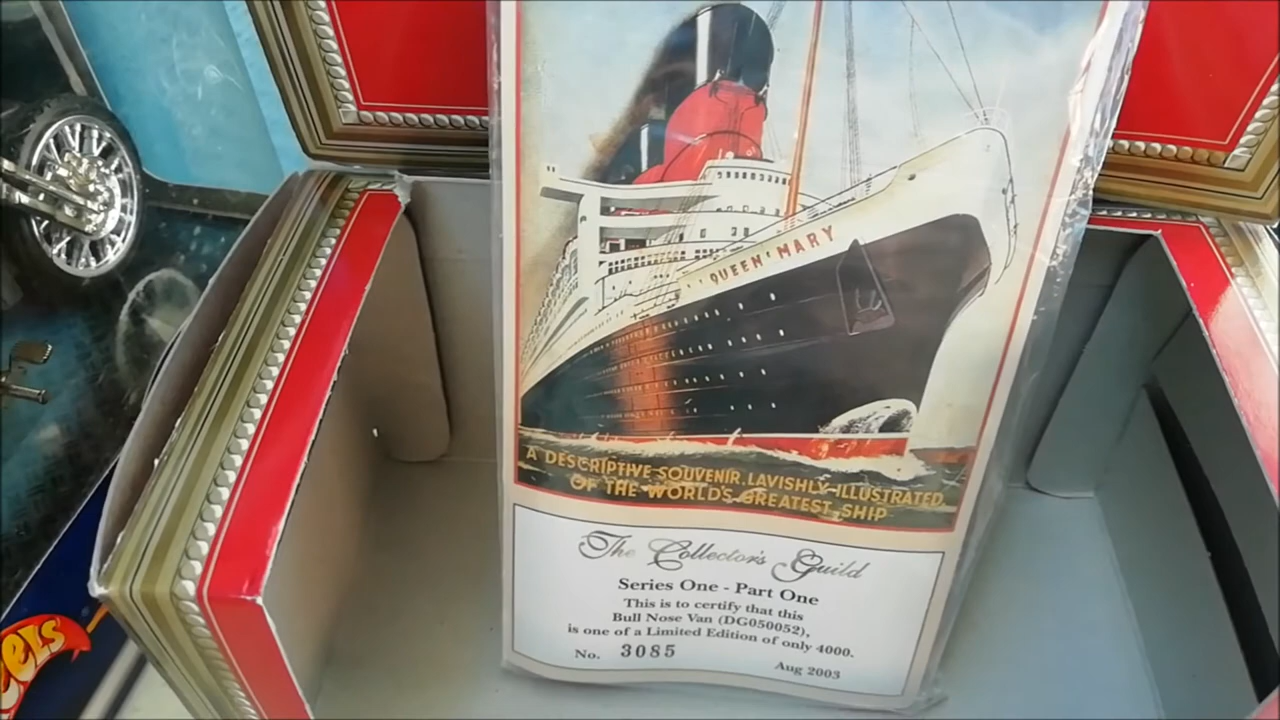 QUEEN MARY
A DESCRIPTIVE SOUVENIR, LAVISHLY ILLUSTRATED
OF THE WORLD'S GREATEST SHIP
The Collector's Guild
Series One - Part One
This is to certify that this
Bull Nose Van (DG050052),
is one of a Limited Edition of only 4000.
No. 3085
Aug 2003
els